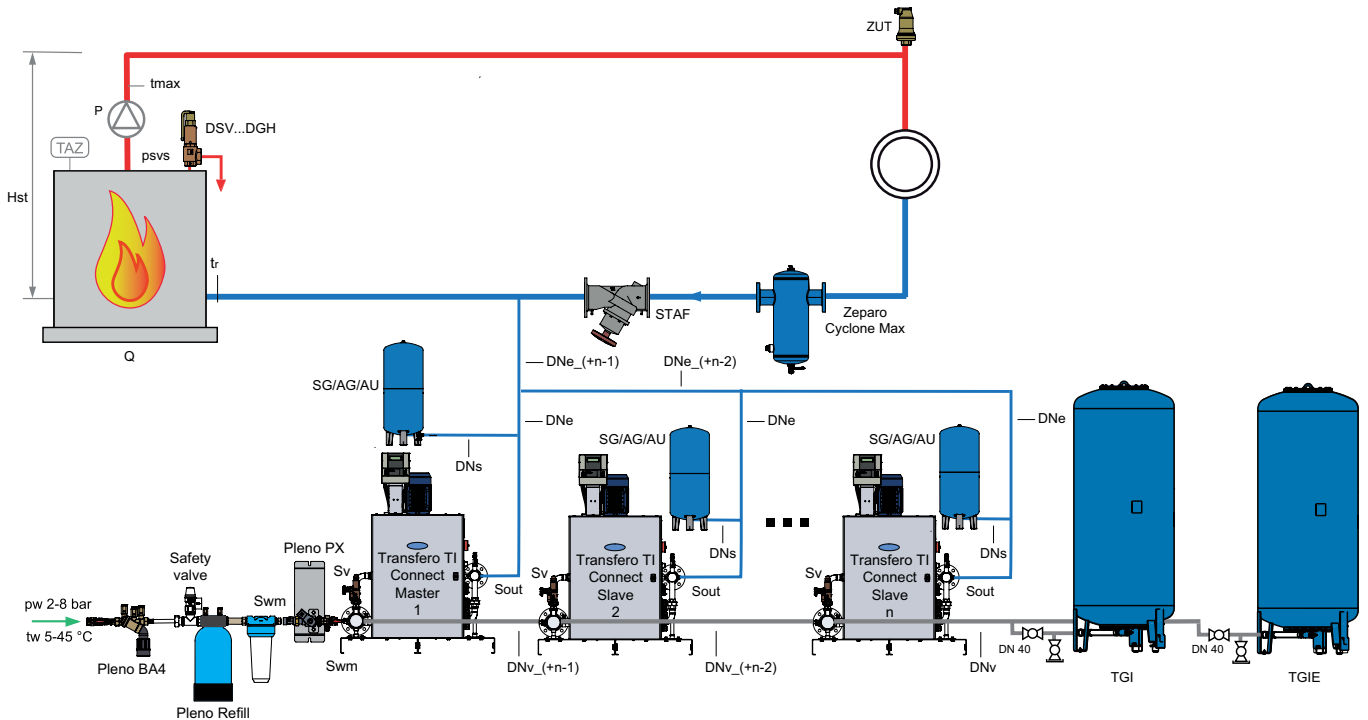 ZUT
tmax
P
DSV...DGH
TAZ
psvs
Hst
tr
STAF
Zeparo
Cyclone Max
Q
DNe_(+n-1)
DNe_(+n-2)
SG/AG/AU
DNe
SG/AG/AU
DNe
SG/AG/AU
DNe
DNs
DNs
DNs
Pleno PX
Safety
valve
Sv
Transfero TI
Connect
Master
1
Sout
Sv
Transfero TI
Connect
Slave
2
Sout
Sv
Transfero TI
Connect
Slave
n
Sout
pw 2-8 bar
tw 5-45 °C
Swm
Pleno BA4
Swm
DNv_(+n-1)
DNv_(+n-2)
DNv
DN 40
DN 40
TGI
TGIE
Pleno Refill